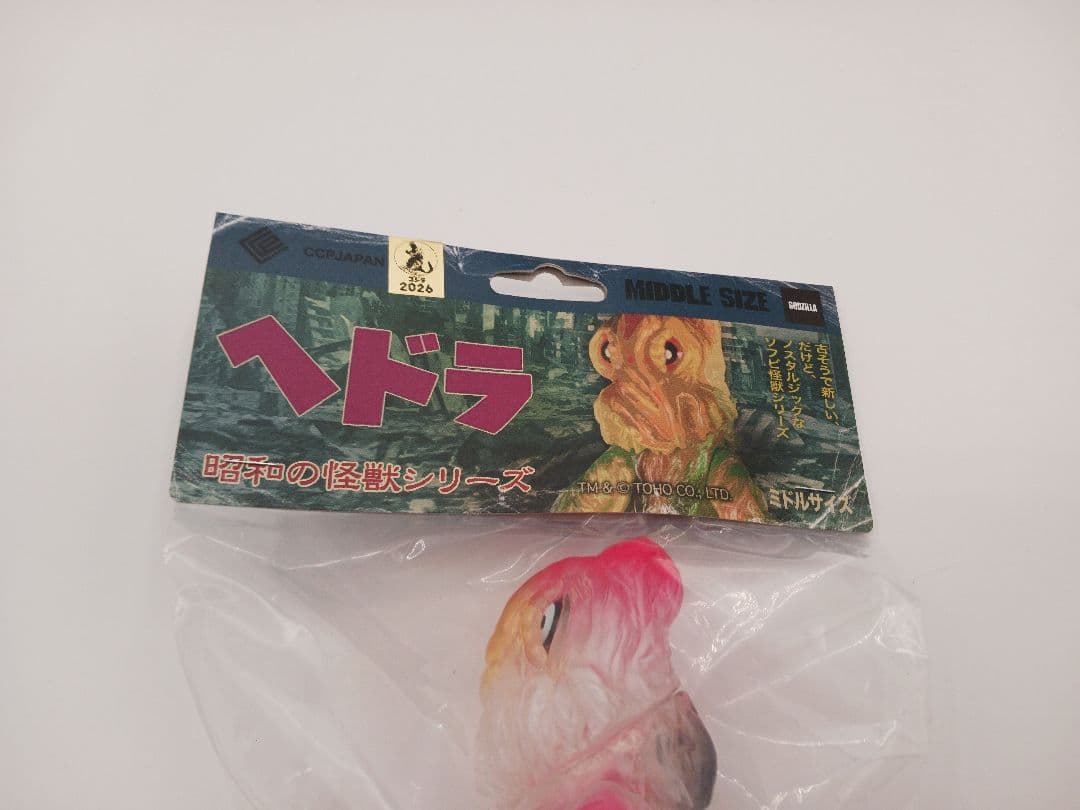 CCPJAPAN
ゴジラ
2026
MIDDLE SIZE
GODZILLA
ヘドラ
古そうで新しい、
だけど、
ノスタルジックな
ソフビ怪獣シリーズ
昭和の怪獣シリーズ
TM & © TOHO CO., LTD.
ミドルサイズ